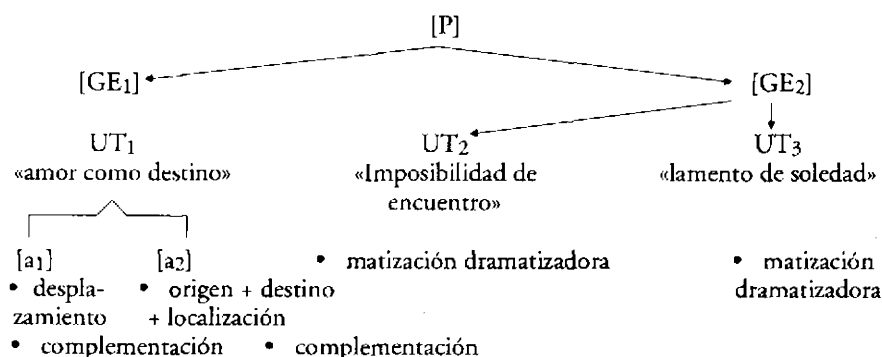 [P]
[GE1] [GE2]
UT1 UT2 UT3
«amor como destino» «Imposibilidad de «lamento de soledad»
encuentro»
[a1] [a2] • matización dramatizadora • matización
• despla- • origen + destino dramatizadora
zamiento + localización
• complementación • complementación